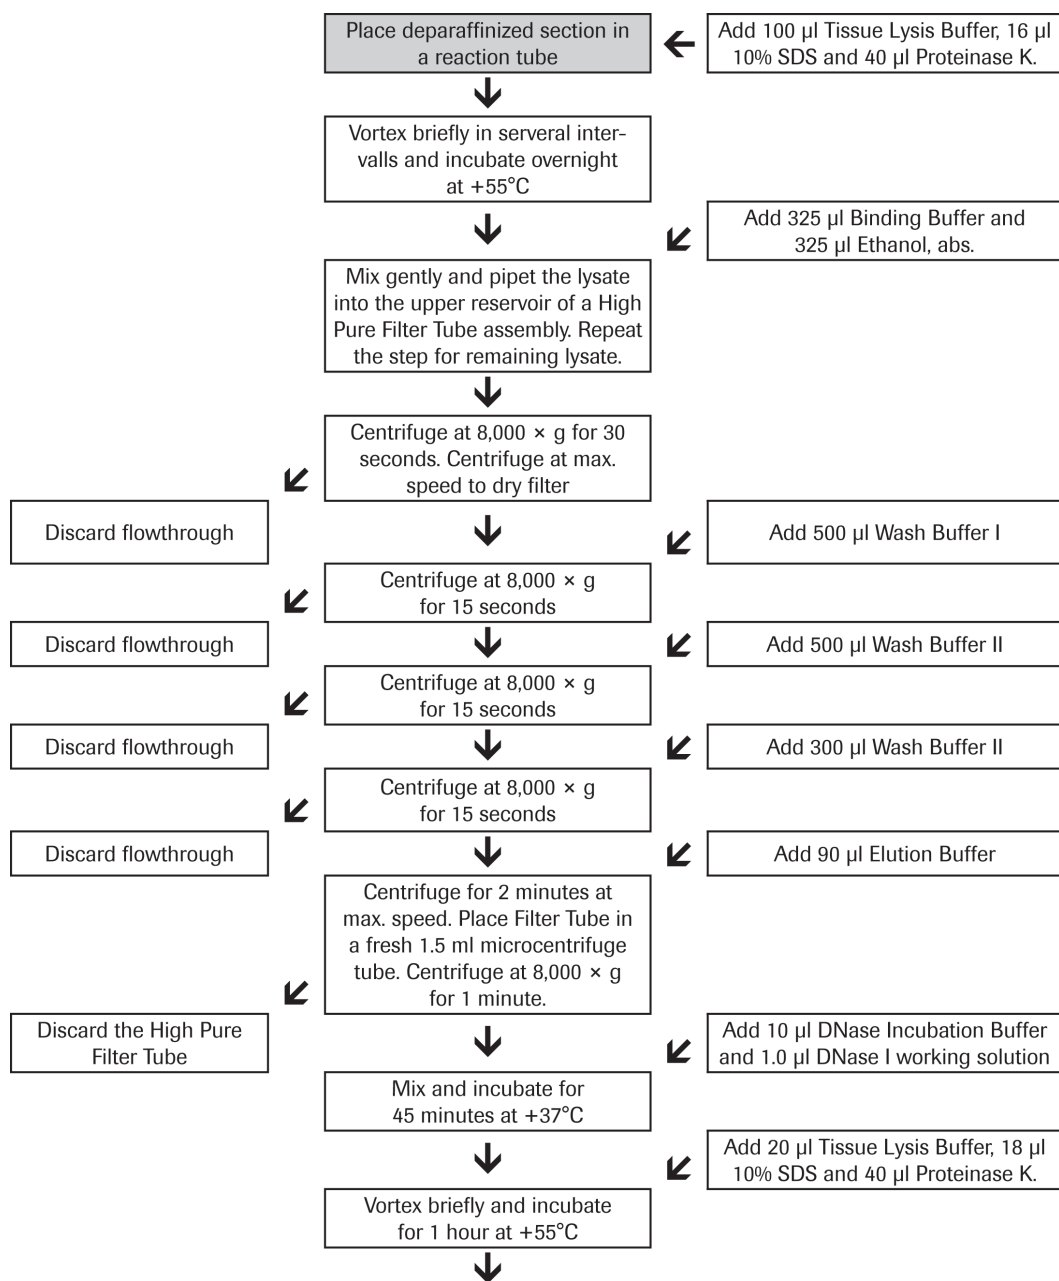 Place deparaffinized section in
a reaction tube
Add 100 µl Tissue Lysis Buffer, 16 µl
10% SDS and 40 µl Proteinase K.
Vortex briefly in serveral inter-
valls and incubate overnight
at +55°C
Add 325 µl Binding Buffer and
325 µl Ethanol, abs.
Mix gently and pipet the lysate
into the upper reservoir of a High
Pure Filter Tube assembly. Repeat
the step for remaining lysate.
Centrifuge at 8,000 × g for 30
seconds. Centrifuge at max.
speed to dry filter
Discard flowthrough
Add 500 µl Wash Buffer I
Centrifuge at 8,000 × g
for 15 seconds
Discard flowthrough
Add 500 µl Wash Buffer II
Centrifuge at 8,000 × g
for 15 seconds
Discard flowthrough
Add 300 µl Wash Buffer II
Centrifuge at 8,000 × g
for 15 seconds
Discard flowthrough
Add 90 µl Elution Buffer
Centrifuge for 2 minutes at
max. speed. Place Filter Tube in
a fresh 1.5 ml microcentrifuge
tube. Centrifuge at 8,000 × g
for 1 minute.
Discard the High Pure
Filter Tube
Add 10 µl DNase Incubation Buffer
and 1.0 µl DNase I working solution
Mix and incubate for
45 minutes at +37°C
Add 20 µl Tissue Lysis Buffer, 18 µl
10% SDS and 40 µl Proteinase K.
Vortex briefly and incubate
for 1 hour at +55°C